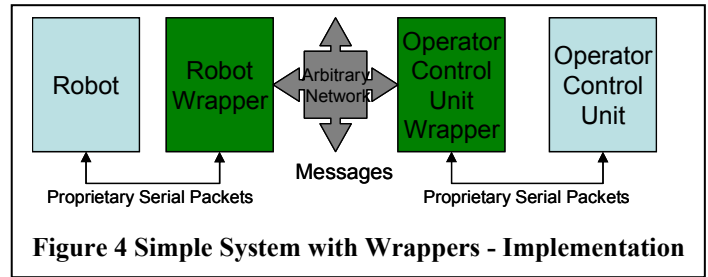 Robot
Robot
Wrapper
Arbitrary
Network
Operator
Control
Unit
Wrapper
Operator
Control
Unit
Messages
Proprietary Serial Packets
Proprietary Serial Packets
Figure 4 Simple System with Wrappers - Implementation